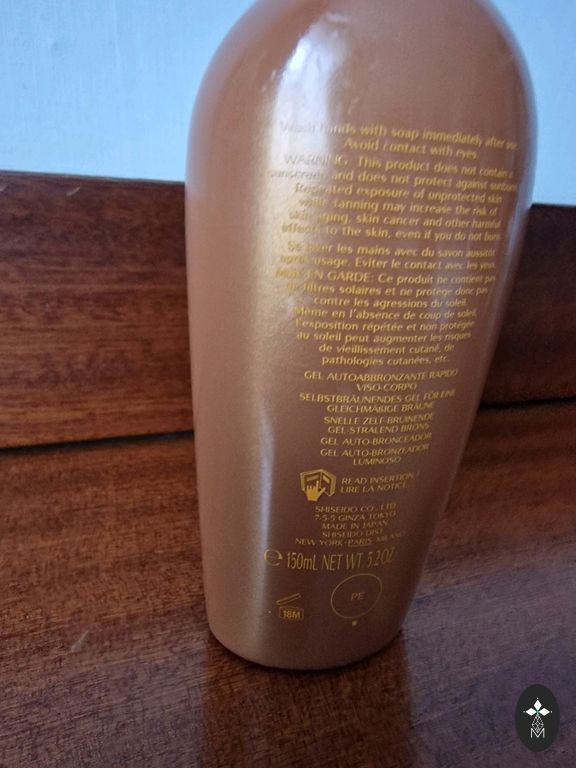 Wash hands with soap immediately after use.
Avoid contact with eyes.
WARNING: This product does not contain a
sunscreen and does not protect against sunburn.
Repeated exposure of unprotected skin
while tanning may increase the risk of
skin aging, skin cancer and other harmful
effects to the skin, even if you do not burn.
Se laver les mains avec du savon aussitôt
après usage. Eviter le contact avec les yeux.
MISE EN GARDE: Ce produit ne contient pas
de filtres solaires et ne protège donc pas
contre les agressions du soleil.
Même en l'absence de coup de soleil,
l'exposition répétée et non protégée
au soleil peut augmenter les risques
de vieillissement cutané, de
pathologies cutanées, etc.
GEL AUTOABBRONZANTE RAPIDO
VISO-CORPO
SELBSTBRÄUNENDES GEL FÜR EINE
GLEICHMÄßIGE BRÄUNE
SNELLE ZELF-BRUINENDE
GEL-STRALEND BRONS
GEL AUTO-BRONCEADOR
GEL AUTO-BRONZEADOR
LUMINOSO
READ INSERTION /
LIRE LA NOTICE
SHISEIDO CO., LTD
7-5-5 GINZA TOKYO
MADE IN JAPAN
SHISEIDO DIST.
NEW YORK-PARIS-MILANO
e 150mL NET WT. 5.2OZ.
18M
PE
M